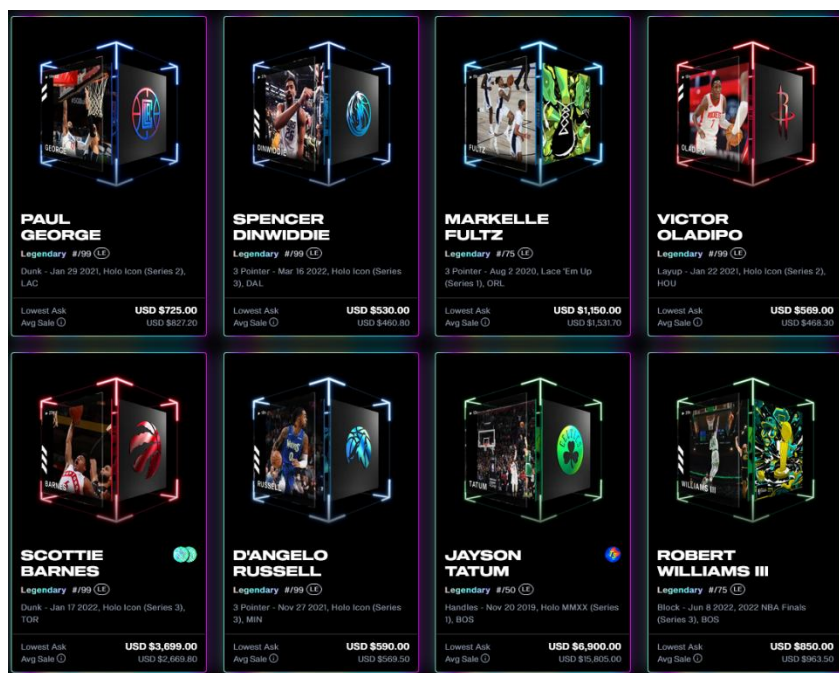 GEORGE
PAUL
GEORGE
Legendary #/99 LE
Dunk - Jan 29 2021, Holo Icon (Series 2),
LAC
Lowest Ask USD $725.00
Avg Sale USD $827.20
DINWIDDIE
SPENCER
DINWIDDIE
Legendary #/99 LE
3 Pointer - Mar 16 2022, Holo Icon (Series
3), DAL
Lowest Ask USD $530.00
Avg Sale USD $460.80
FULTZ
MARKELLE
FULTZ
Legendary #/75 LE
3 Pointer - Aug 2 2020, Lace 'Em Up
(Series 1), ORL
Lowest Ask USD $1,150.00
Avg Sale USD $1,531.70
OLADIPO
VICTOR
OLADIPO
Legendary #/99 LE
Layup - Jan 22 2021, Holo Icon (Series 2),
HOU
Lowest Ask USD $569.00
Avg Sale USD $468.30
BARNES
SCOTTIE
BARNES
Legendary #/99 LE
Dunk - Jan 17 2022, Holo Icon (Series 3),
TOR
Lowest Ask USD $3,699.00
Avg Sale USD $2,669.80
RUSSELL
D'ANGELO
RUSSELL
Legendary #/99 LE
3 Pointer - Nov 27 2021, Holo Icon (Series
3), MIN
Lowest Ask USD $590.00
Avg Sale USD $569.50
TATUM
JAYSON
TATUM
Legendary #/50 LE
Handles - Nov 20 2019, Holo MMXX (Series
1), BOS
Lowest Ask USD $6,900.00
Avg Sale USD $15,805.00
WILLIAMS III
ROBERT
WILLIAMS III
Legendary #/75 LE
Block - Jun 8 2022, 2022 NBA Finals
(Series 3), BOS
Lowest Ask USD $850.00
Avg Sale USD $963.50